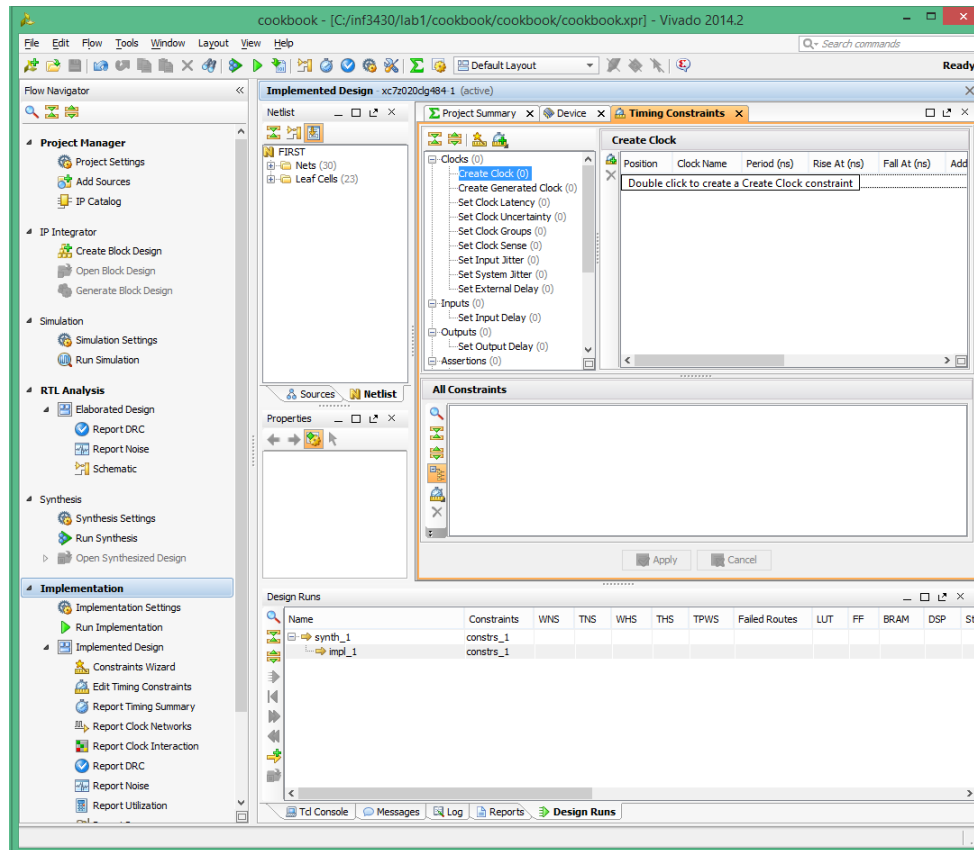 cookbook - [C:/inf3430/lab1/cookbook/cookbook/cookbook.xpr] - Vivado 2014.2
File Edit Flow Tools Window Layout View Help
Search commands
Default Layout
Ready
Flow Navigator
Project Manager
Project Settings
Add Sources
IP Catalog
IP Integrator
Create Block Design
Open Block Design
Generate Block Design
Simulation
Simulation Settings
Run Simulation
RTL Analysis
Elaborated Design
Report DRC
Report Noise
Schematic
Synthesis
Synthesis Settings
Run Synthesis
Open Synthesized Design
Implementation
Implementation Settings
Run Implementation
Implemented Design
Constraints Wizard
Edit Timing Constraints
Report Timing Summary
Report Clock Networks
Report Clock Interaction
Report DRC
Report Noise
Report Utilization
Implemented Design - xc7z020dg484-1 (active)
Netlist
FIRST
Nets (30)
Leaf Cells (23)
Sources Netlist
Properties
Project Summary Device Timing Constraints
Clocks (0)
Create Clock (0)
Create Generated Clock (0)
Set Clock Latency (0)
Set Clock Uncertainty (0)
Set Clock Groups (0)
Set Clock Sense (0)
Set Input Jitter (0)
Set System Jitter (0)
Set External Delay (0)
Inputs (0)
Set Input Delay (0)
Outputs (0)
Set Output Delay (0)
Assertions (0)
Create Clock
Position Clock Name Period (ns) Rise At (ns) Fall At (ns) Add
Double click to create a Create Clock constraint
All Constraints
Apply Cancel
Design Runs
Name Constraints WNS TNS WHS THS TPWS Failed Routes LUT FF BRAM DSP St
synth_1 constrs_1
impl_1 constrs_1
Tcl Console Messages Log Reports Design Runs